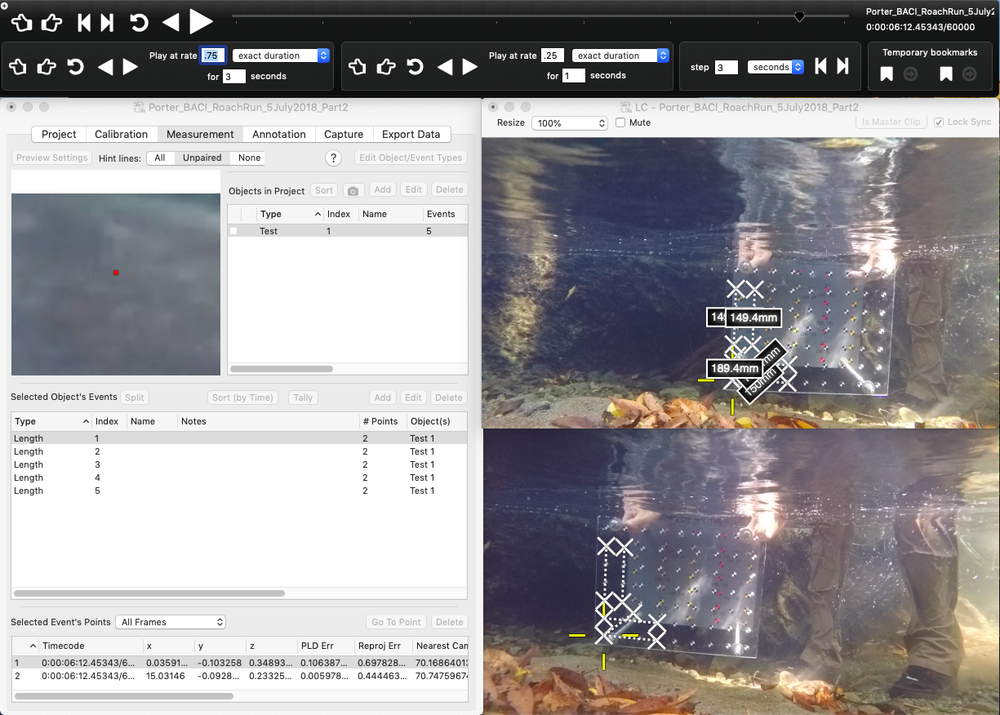 Porter_BACI_RoachRun_5July2
0:00:06:12.45343/60000
Play at rate .75 exact duration
for 3 seconds
Play at rate .25 exact duration
for 1 seconds
step 3 seconds
Temporary bookmarks
Porter_BACI_RoachRun_5July2018_Part2
Project Calibration Measurement Annotation Capture Export Data
Preview Settings Hint lines: All Unpaired None ? Edit Object/Event Types
Objects in Project Sort Add Edit Delete
Type Index Name Events
Test 1 5
Selected Object's Events Split Sort (by Time) Tally Add Edit Delete
Type Index Name Notes # Points Object(s)
Length 1 2 Test 1
Length 2 2 Test 1
Length 3 2 Test 1
Length 4 2 Test 1
Length 5 2 Test 1
Selected Event's Points All Frames Go To Point Delete
Timecode x y z PLD Err Reproj Err Nearest Cam
1 0:00:06:12.45343/6... 0.03591... -0.103258 0.34893... 0.106387... 0.697828... 70.16864013
2 0:00:06:12.45343/6... 15.03146 -0.0928... 0.23325... 0.005978... 0.444463... 70.74759674
LC - Porter_BACI_RoachRun_5July2018_Part2
Resize 100% Mute Is Master Clip Lock Sync
149.4mm
189.4mm
150mm